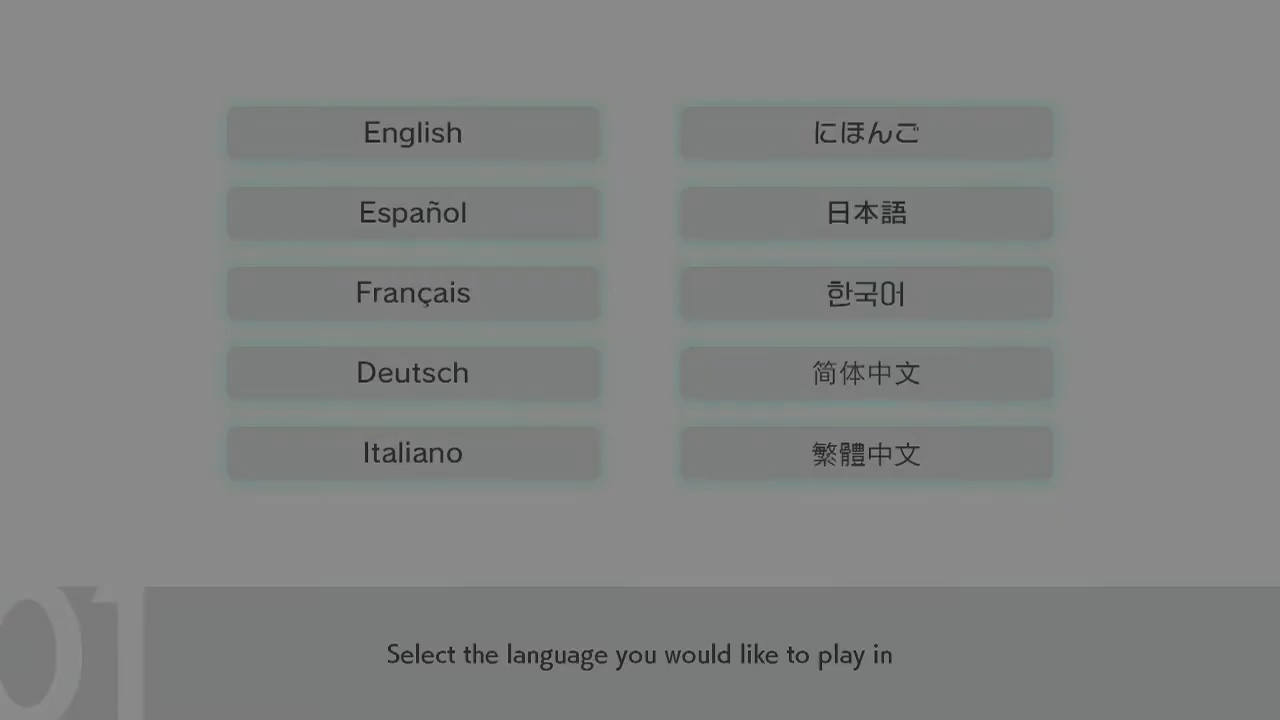 English
Español
Français
Deutsch
Italiano
にほんご
日本語
한국어
简体中文
繁體中文
01
Select the language you would like to play in